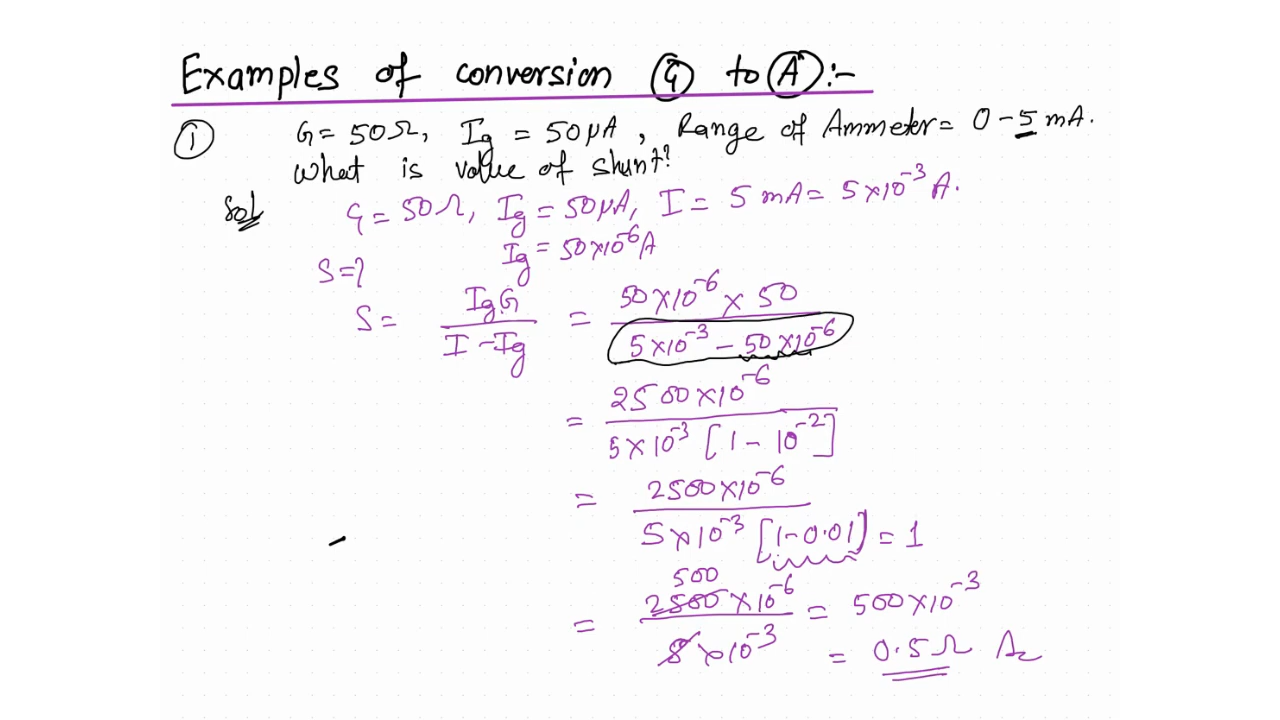 Examples of conversion G to A :-
① G = 50Ω, Ig = 50μA, Range of Ammeter = 0 - 5 mA.
What is value of shunt?
Sol G = 50Ω, Ig = 50μA, I = 5 mA = 5×10⁻³ A.
Ig = 50×10⁻⁶A
S=?
S = IgG / I - Ig = 50×10⁻⁶ × 50 / 5×10⁻³ - 50×10⁻⁶
= 2500×10⁻⁶ / 5×10⁻³ [1 - 10⁻²]
= 2500×10⁻⁶ / 5×10⁻³ [1-0.01] = 1
500
= 2500×10⁻⁶ / 5×10⁻³ = 500×10⁻³
= 0.5Ω